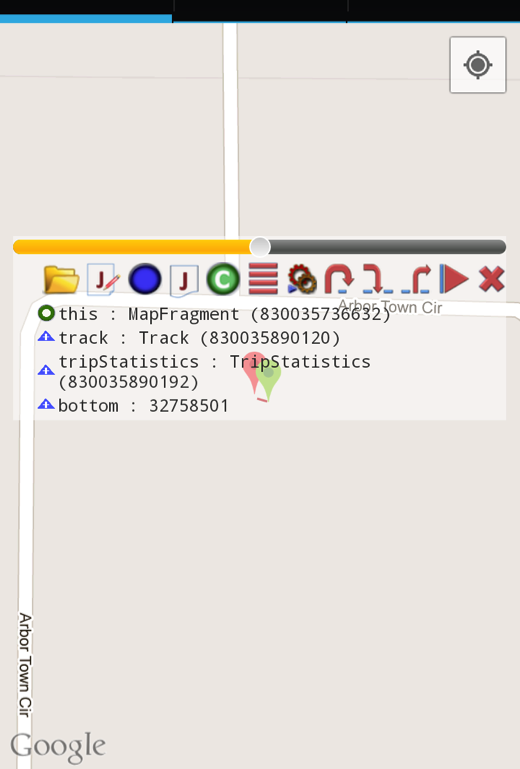 J
J
C
this : MapFragment (830035736632)
Arbor Town Cir
track : Track (830035890120)
tripStatistics : TripStatistics
(830035890192)
bottom : 32758501
Arbor Town Cir
Google